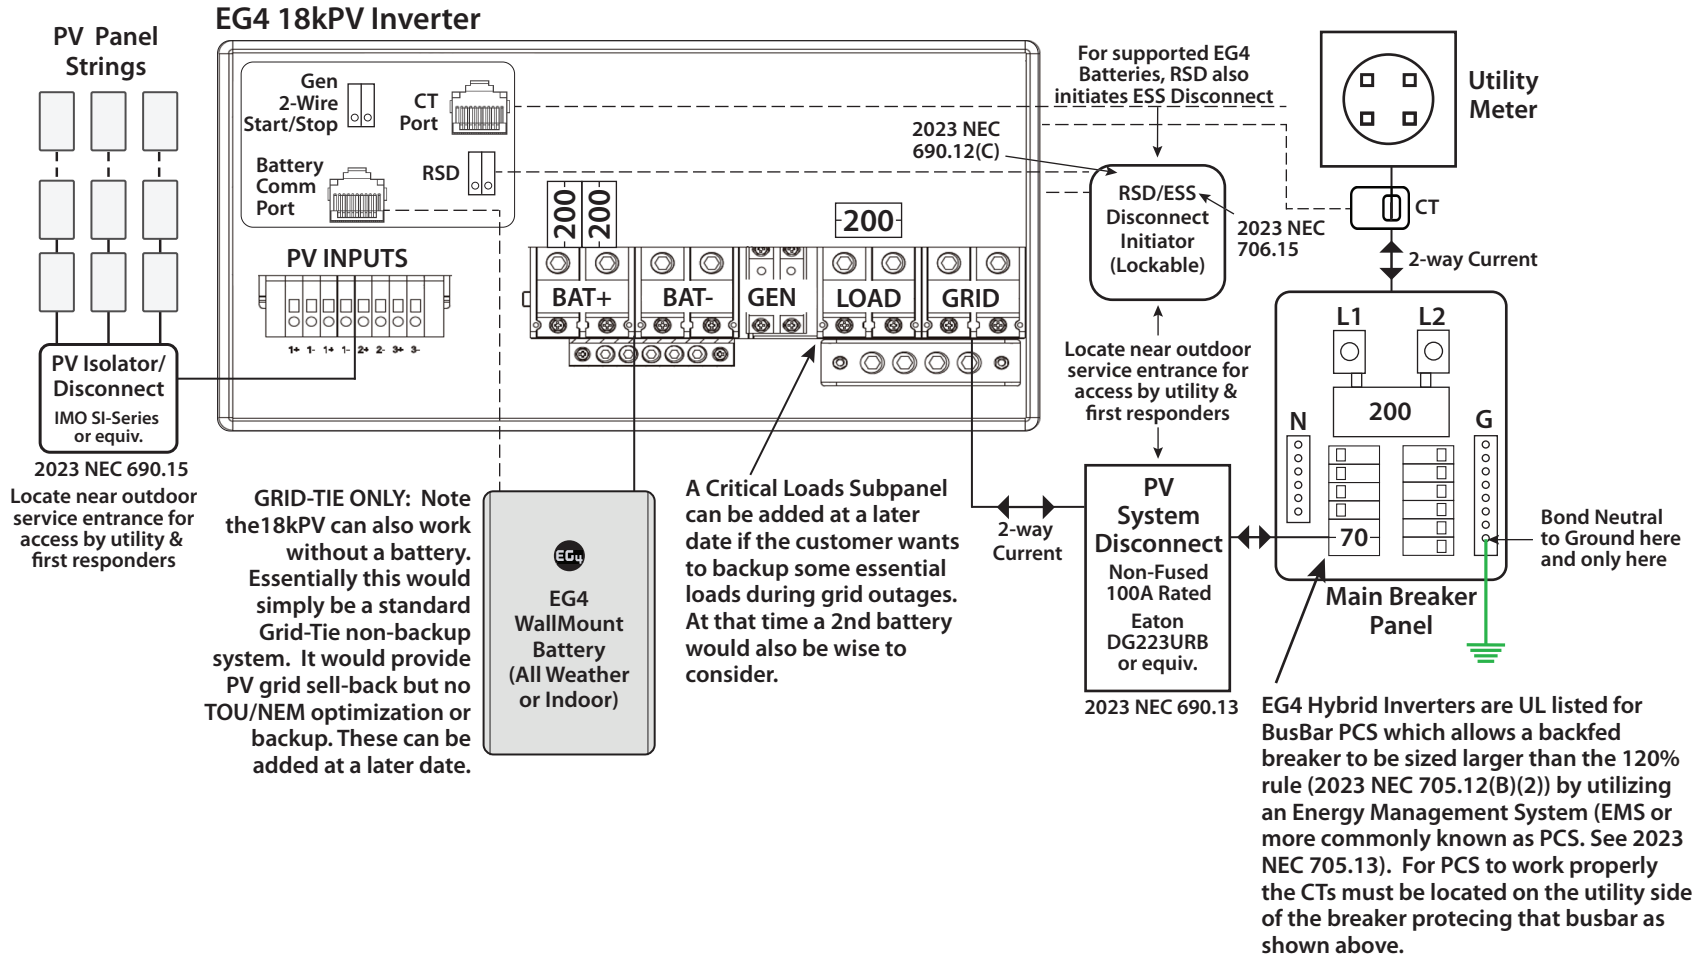 EG4 18kPV Inverter
PV Panel
Strings
Gen
2-Wire
Start/Stop
CT
Port
Battery
Comm
Port
RSD
PV INPUTS
1+ 1- 1+ 1- 2+ 2- 3+ 3-
200
200
200
BAT+
BAT-
GEN
LOAD
GRID
PV Isolator/
Disconnect
IMO SI-Series
or equiv.
2023 NEC 690.15
Locate near outdoor
service entrance for
access by utility &
first responders
GRID-TIE ONLY: Note
the18kPV can also work
without a battery.
Essentially this would
simply be a standard
Grid-Tie non-backup
system. It would provide
PV grid sell-back but no
TOU/NEM optimization or
backup. These can be
added at a later date.
EG4
EG4
WallMount
Battery
(All Weather
or Indoor)
A Critical Loads Subpanel
can be added at a later
date if the customer wants
to backup some essential
loads during grid outages.
At that time a 2nd battery
would also be wise to
consider.
For supported EG4
Batteries, RSD also
initiates ESS Disconnect
2023 NEC
690.12(C)
RSD/ESS
Disconnect
Initiator
(Lockable)
2023 NEC
706.15
Locate near outdoor
service entrance for
access by utility &
first responders
2-way
Current
PV
System
Disconnect
Non-Fused
100A Rated
Eaton
DG223URB
or equiv.
2023 NEC 690.13
Utility
Meter
CT
2-way Current
L1
L2
200
N
G
70
Main Breaker
Panel
Bond Neutral
to Ground here
and only here
EG4 Hybrid Inverters are UL listed for
BusBar PCS which allows a backfed
breaker to be sized larger than the 120%
rule (2023 NEC 705.12(B)(2)) by utilizing
an Energy Management System (EMS or
more commonly known as PCS. See 2023
NEC 705.13). For PCS to work properly
the CTs must be located on the utility side
of the breaker protecing that busbar as
shown above.